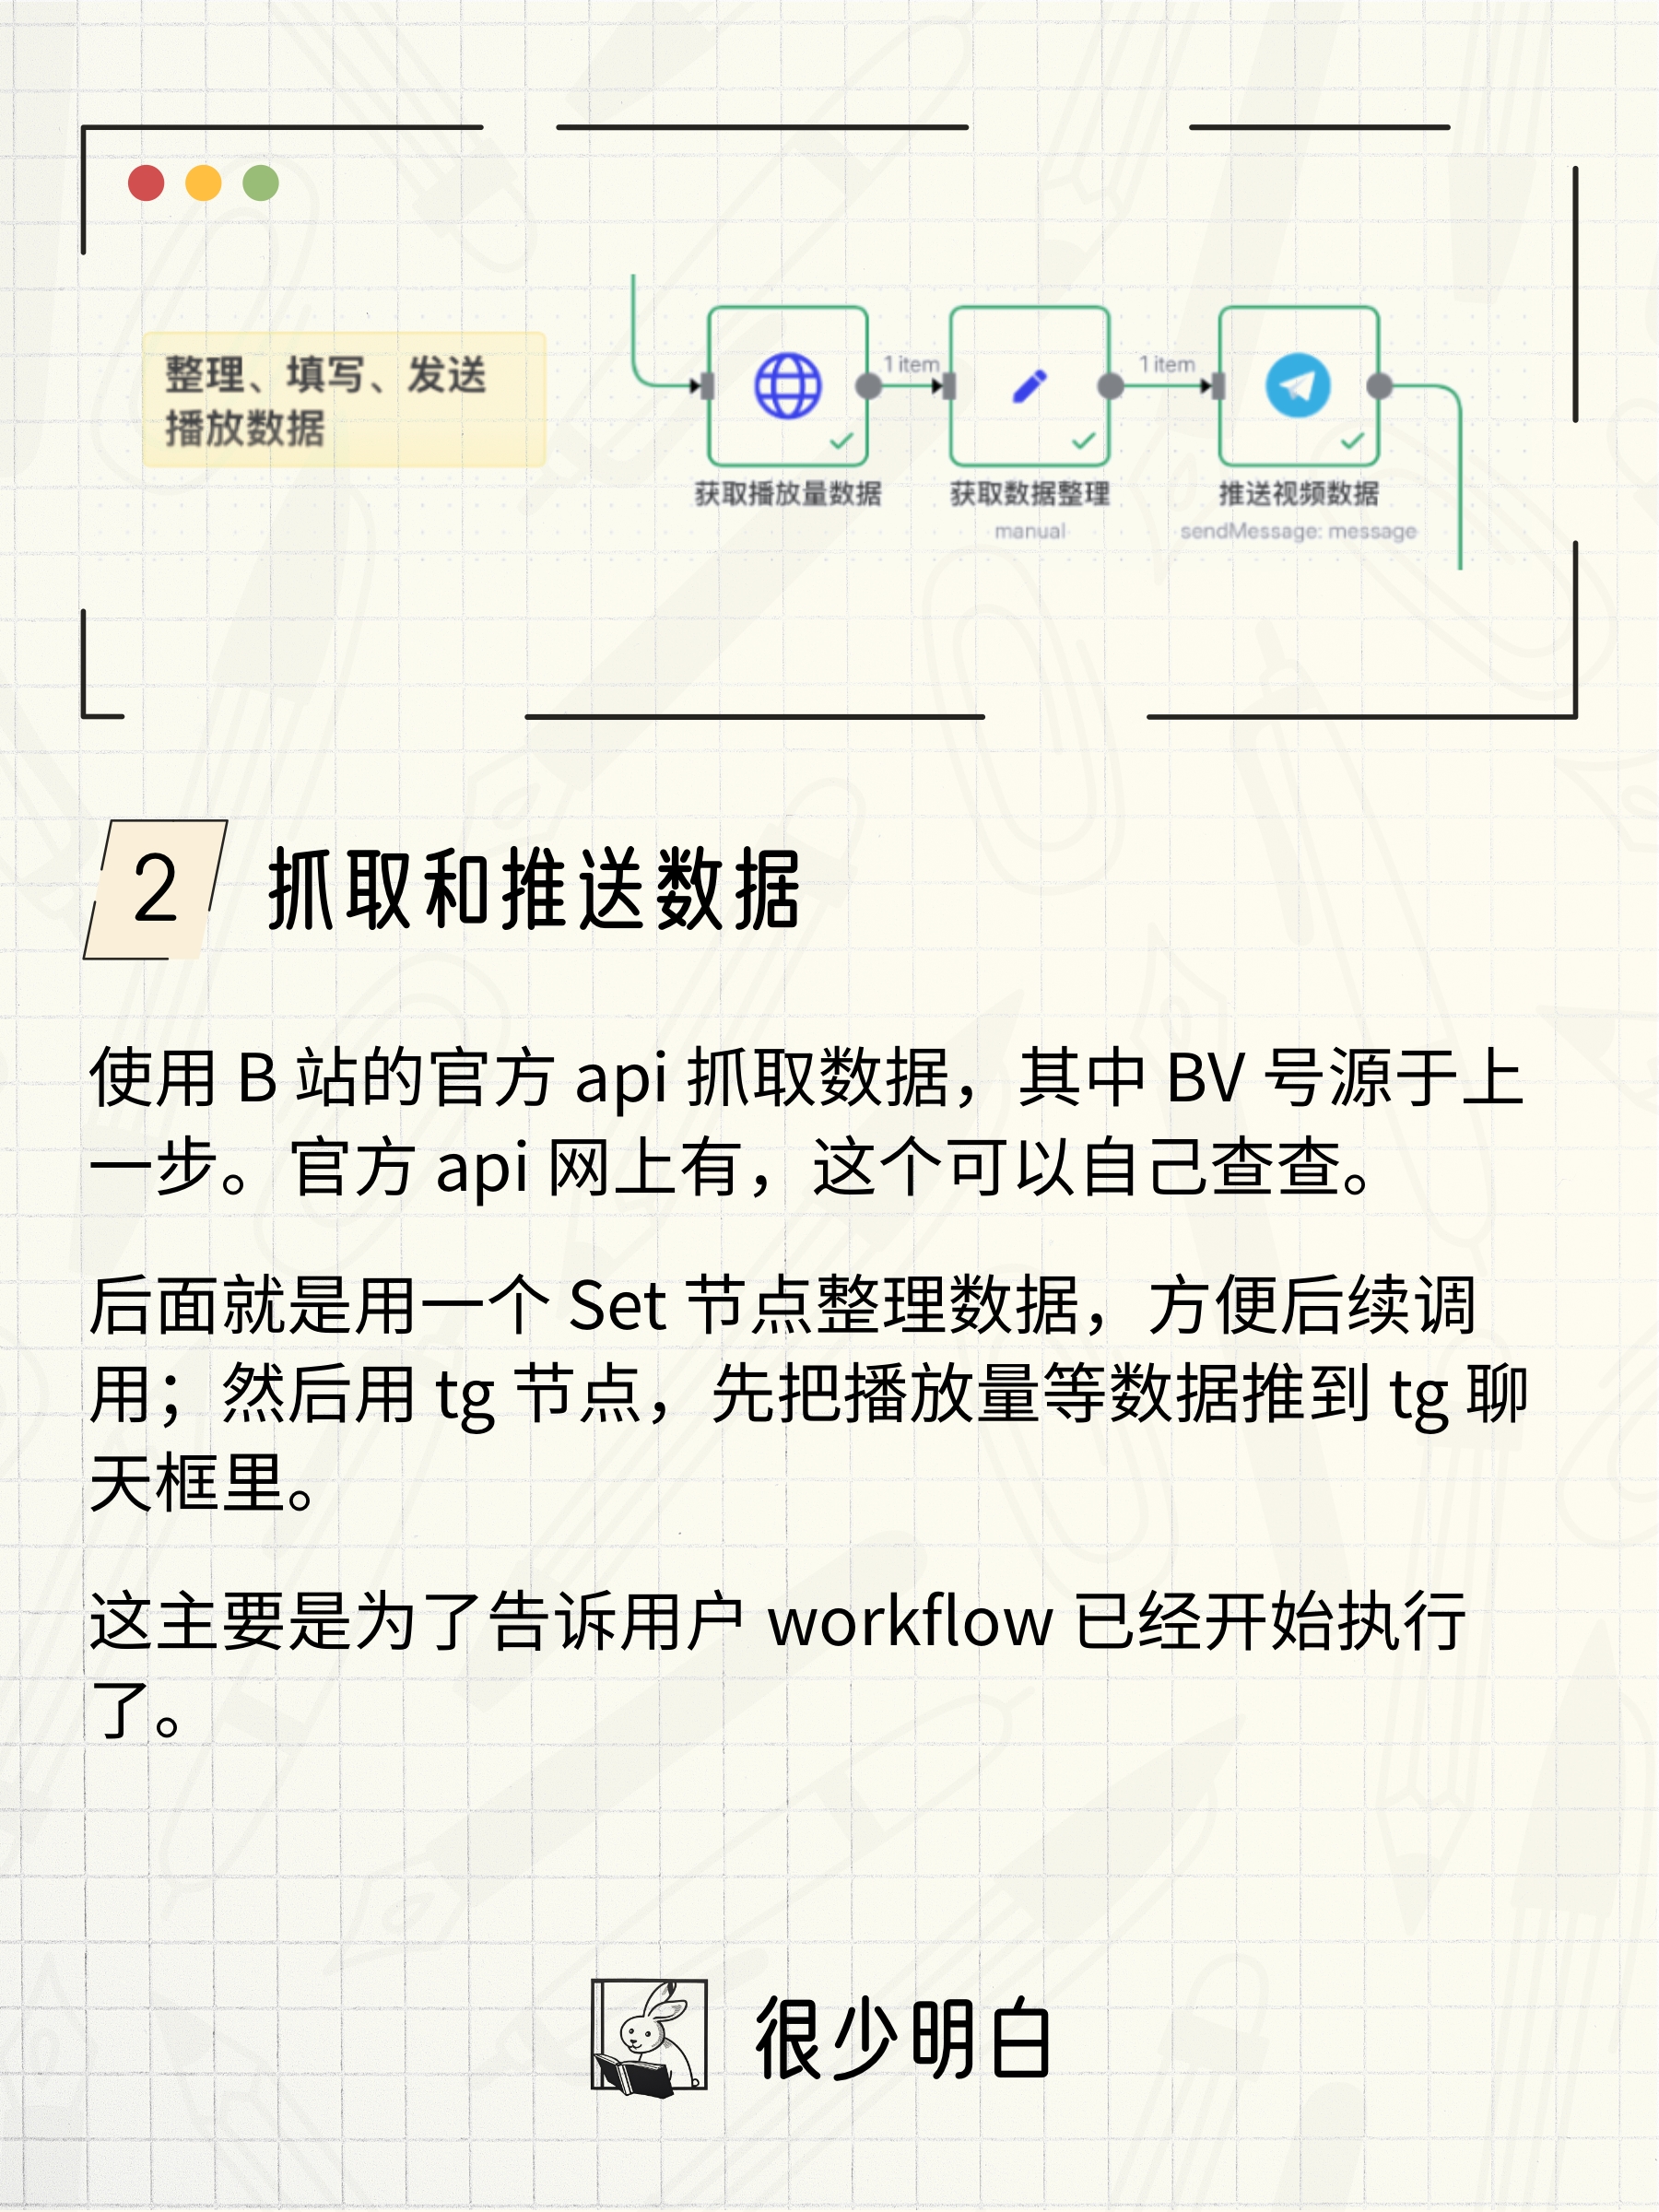 整理、填写、发送
播放数据
1 item
1 item
获取播放量数据
获取数据整理
推送视频数据
manual
sendMessage: message
2
抓取和推送数据
使用 B 站的官方 api 抓取数据，其中 BV 号源于上
一步。官方 api 网上有，这个可以自己查查。
后面就是用一个 Set 节点整理数据，方便后续调
用；然后用 tg 节点，先把播放量等数据推到 tg 聊
天框里。
这主要是为了告诉用户 workflow 已经开始执行
了。
很少明白